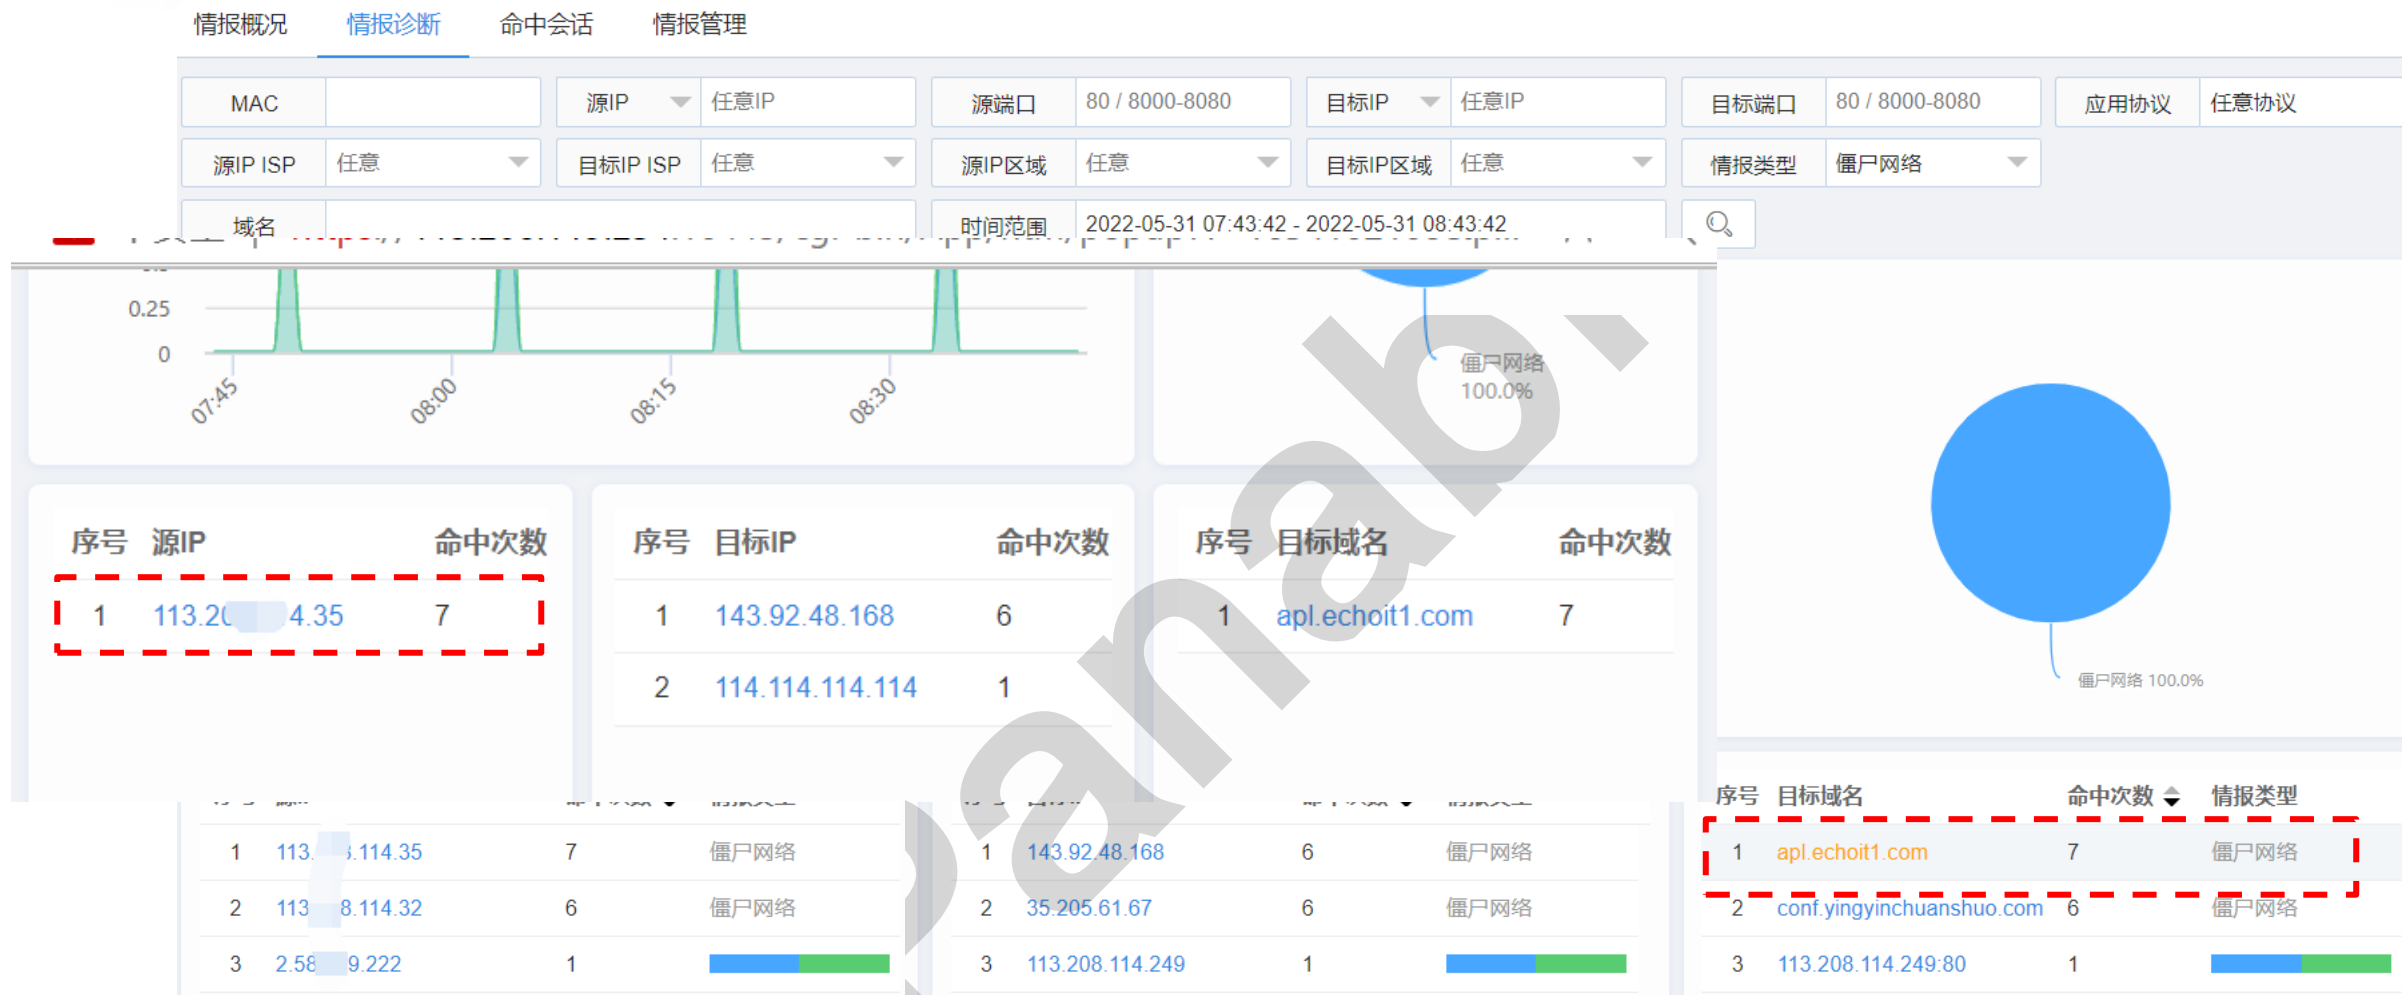 情报概况 情报诊断 命中会话 情报管理
MAC 源IP 任意IP 源端口 80 / 8000-8080 目标IP 任意IP 目标端口 80 / 8000-8080 应用协议 任意协议
源IP ISP 任意 目标IP ISP 任意 源IP区域 任意 目标IP区域 任意 情报类型 僵尸网络
域名 时间范围 2022-05-31 07:43:42 - 2022-05-31 08:43:42
0.25
0
07:45 08:00 08:15 08:30
僵尸网络
100.0%
僵尸网络 100.0%
序号 源IP 命中次数
1 113.20 4.35 7
序号 目标IP 命中次数
1 143.92.48.168 6
2 114.114.114.114 1
序号 目标域名 命中次数
1 apl.echoit1.com 7
1 113. .114.35 7 僵尸网络
2 113 8.114.32 6 僵尸网络
3 2.58 9.222 1
1 143.92.48.168 6 僵尸网络
2 35.205.61.67 6 僵尸网络
3 113.208.114.249 1
序号 目标域名 命中次数 情报类型
1 apl.echoit1.com 7 僵尸网络
2 conf.yingyinchuanshuo.com 6 僵尸网络
3 113.208.114.249:80 1